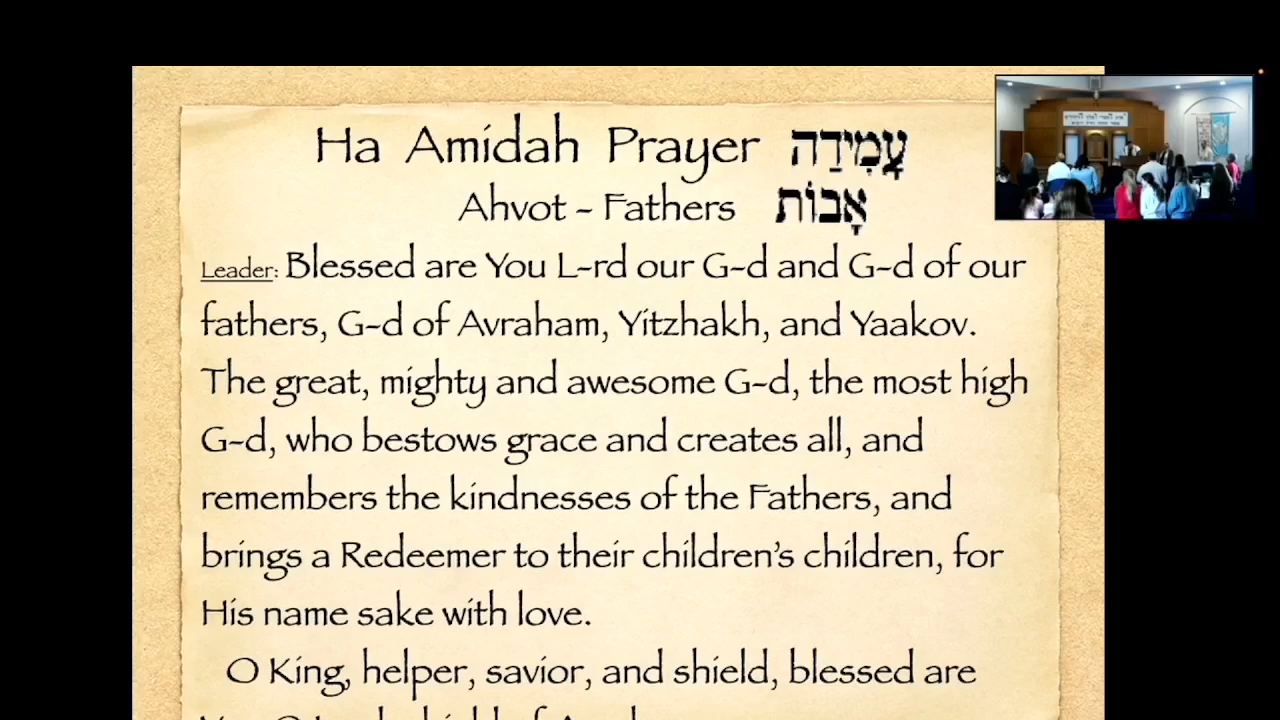 Ha Amidah Prayer עֲמִידַה
Ahvot - Fathers אָבוֹת
Leader: Blessed are You L-rd our G-d and G-d of our
fathers, G-d of Avraham, Yitzhakh, and Yaakov.
The great, mighty and awesome G-d, the most high
G-d, who bestows grace and creates all, and
remembers the kindnesses of the Fathers, and
brings a Redeemer to their children's children, for
His name sake with love.
O King, helper, savior, and shield, blessed are